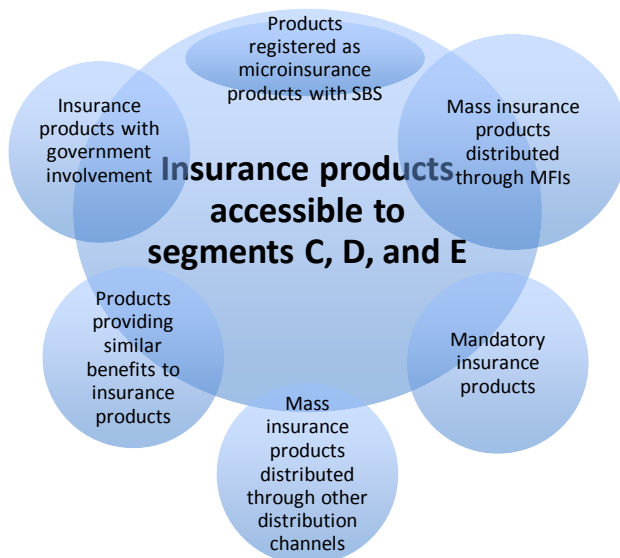 Products
registered as
microinsurance
products with SBS
Insurance
products with
government
involvement
Mass insurance
products
distributed
through MFIs
Insurance products
accessible to
segments C, D, and E
Products
providing
similar
benefits to
insurance
products
Mandatory
insurance
products
Mass
insurance
products
distributed
through other
distribution
channels